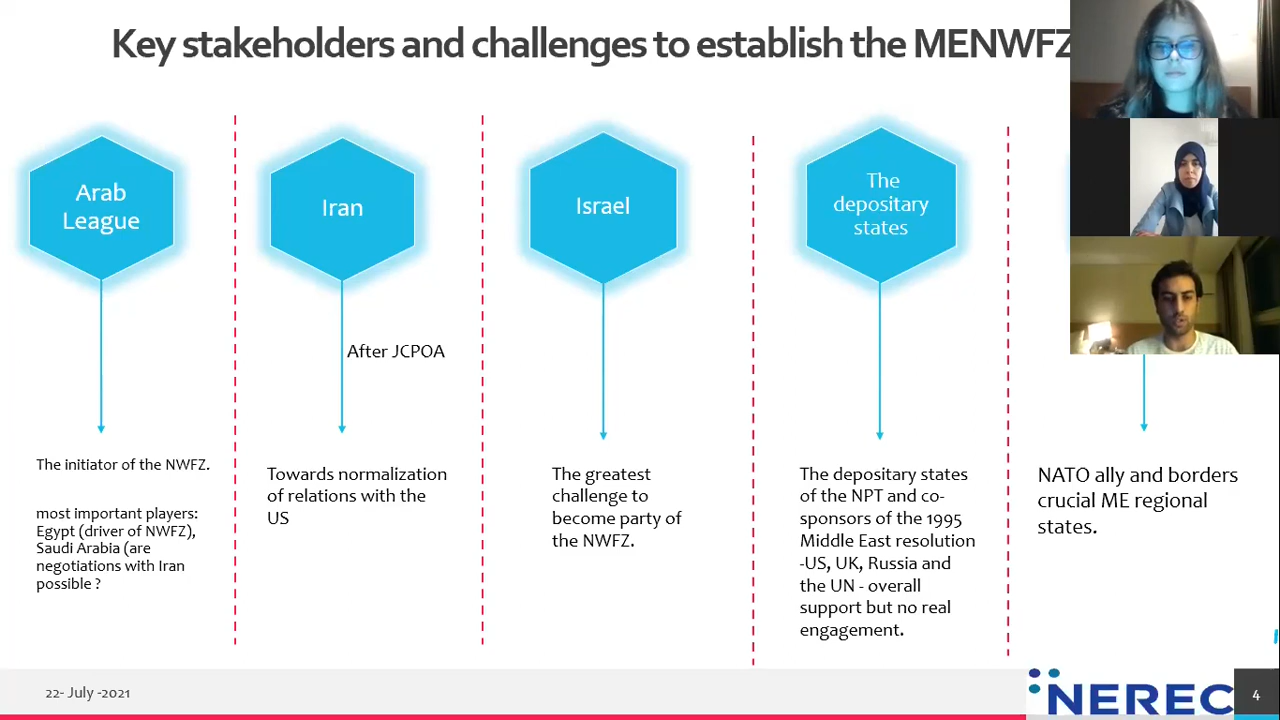 Key stakeholders and challenges to establish the MENWFZ
Arab
League
Iran
Israel
The
depositary
states
After JCPOA
The initiator of the NWFZ.
most important players:
Egypt (driver of NWFZ),
Saudi Arabia (are
negotiations with Iran
possible ?
Towards normalization
of relations with the
US
The greatest
challenge to
become party of
the NWFZ.
The depositary states
of the NPT and co-
sponsors of the 1995
Middle East resolution
-US, UK, Russia and
the UN - overall
support but no real
engagement.
NATO ally and borders
crucial ME regional
states.
22- July -2021
NEREC
4